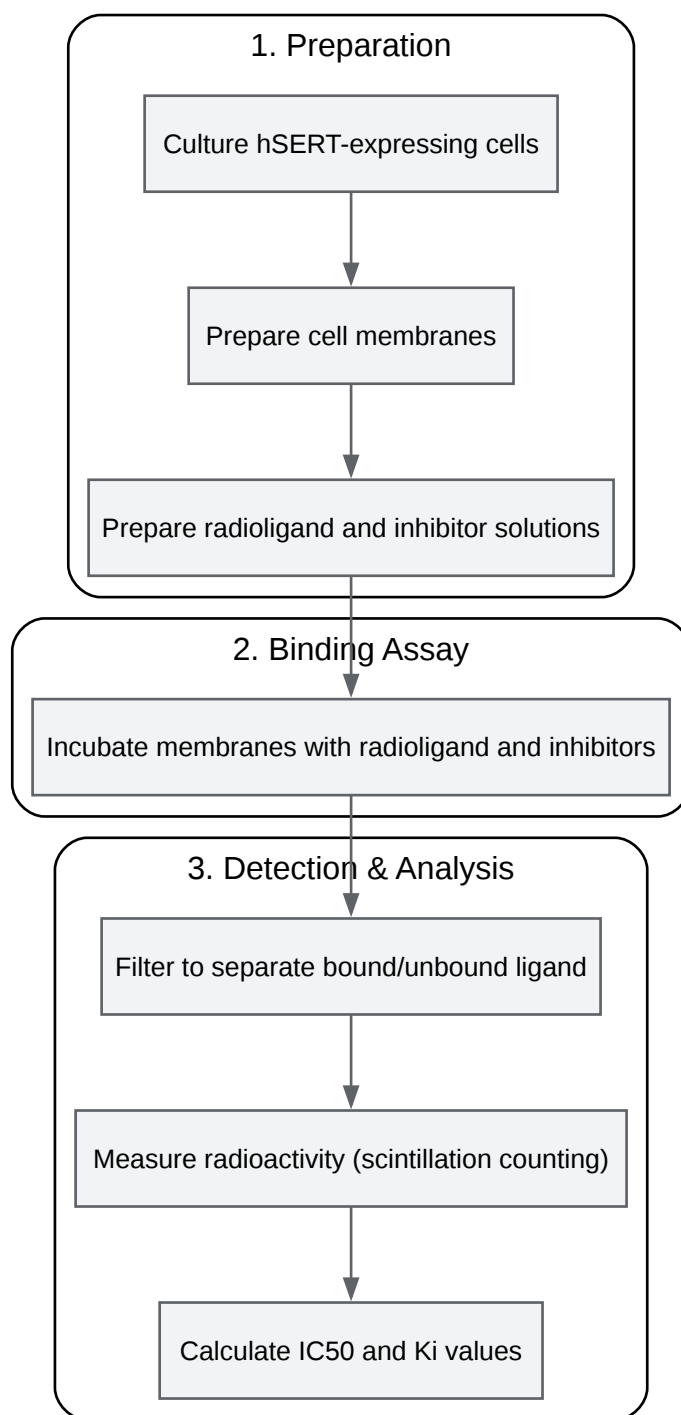 1. Preparation
Culture hSERT-expressing cells
Prepare cell membranes
Prepare radioligand and inhibitor solutions
2. Binding Assay
Incubate membranes with radioligand and inhibitors
3. Detection & Analysis
Filter to separate bound/unbound ligand
Measure radioactivity (scintillation counting)
Calculate IC50 and Ki values